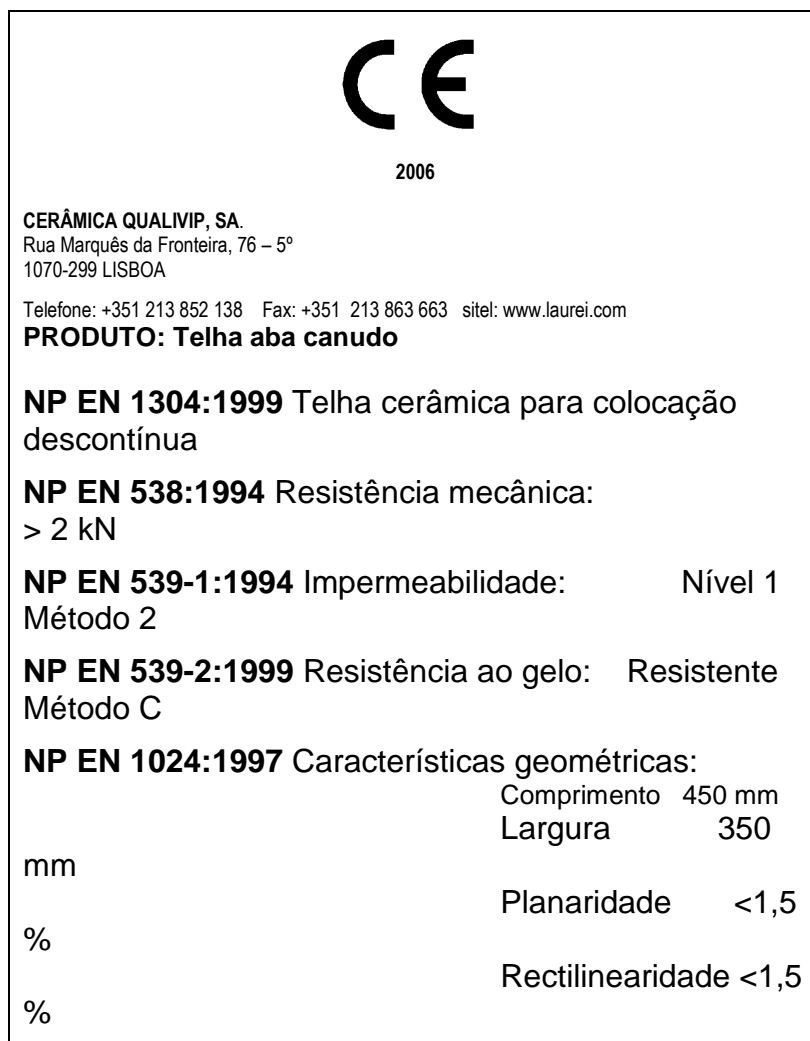 CE
2006
CERÂMICA QUALIVIP, SA.
Rua Marquês da Fronteira, 76 – 5º
1070-299 LISBOA
Telefone: +351 213 852 138 Fax: +351 213 863 663 sitel: www.laurei.com
PRODUTO: Telha aba canudo
NP EN 1304:1999 Telha cerâmica para colocação
descontínua
NP EN 538:1994 Resistência mecânica:
> 2 kN
NP EN 539-1:1994 Impermeabilidade: Nível 1
Método 2
NP EN 539-2:1999 Resistência ao gelo: Resistente
Método C
NP EN 1024:1997 Características geométricas:
Comprimento 450 mm
Largura 350
mm
Planaridade <1,5
%
Rectilinearidade <1,5
%